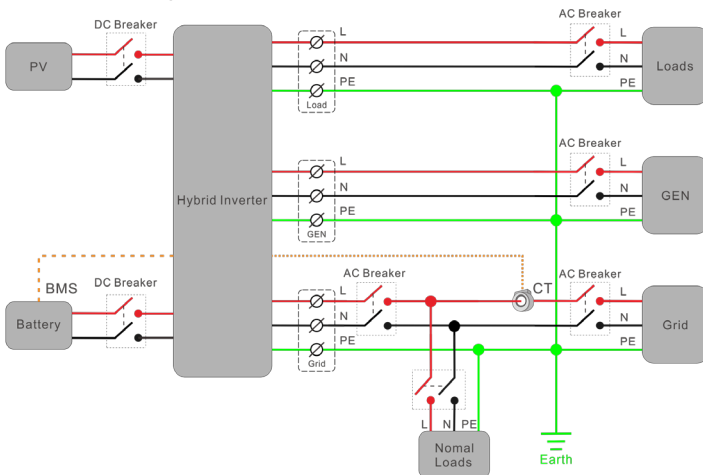 DC Breaker
AC Breaker
L
L
PV
N
N
Loads
PE
PE
Load
AC Breaker
L
L
Hybrid Inverter
N
N
GEN
PE
PE
GEN
BMS
DC Breaker
AC Breaker
CT
AC Breaker
L
L
Battery
N
N
Grid
PE
PE
Grid
L N PE
Nomal
Loads
Earth